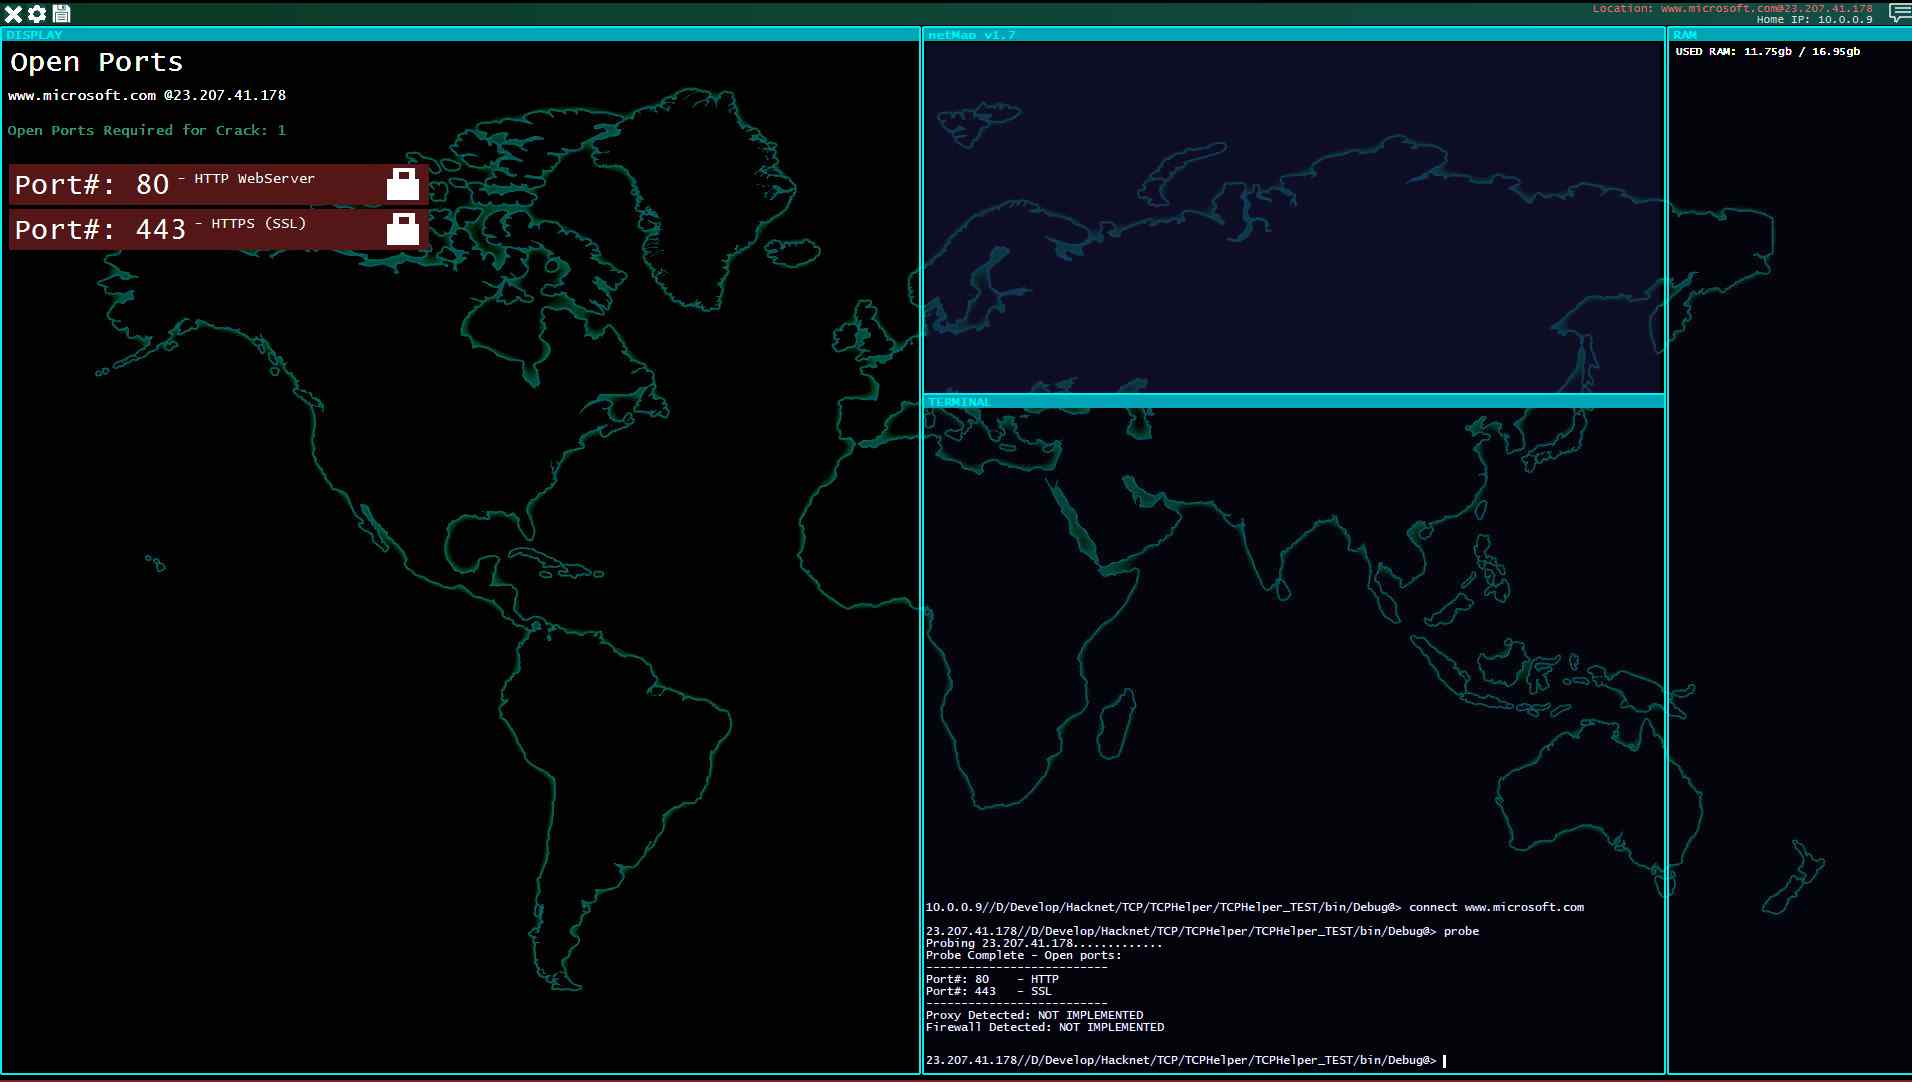 Location: www.microsoft.com@23.207.41.178
Home IP: 10.0.0.9
DISPLAY
Open Ports
www.microsoft.com @23.207.41.178
Open Ports Required for Crack: 1
Port#: 80 - HTTP WebServer
Port#: 443 - HTTPS (SSL)
netMap v1.7
TERMINAL
10.0.0.9//D/Develop/Hacknet/TCP/TCPHelper/TCPHelper_TEST/bin/Debug@> connect www.microsoft.com
23.207.41.178//D/Develop/Hacknet/TCP/TCPHelper/TCPHelper_TEST/bin/Debug@> probe
Probing 23.207.41.178.............
Probe Complete - Open ports:
--------------------------
Port#: 80 - HTTP
Port#: 443 - SSL
--------------------------
Proxy Detected: NOT IMPLEMENTED
Firewall Detected: NOT IMPLEMENTED
23.207.41.178//D/Develop/Hacknet/TCP/TCPHelper/TCPHelper_TEST/bin/Debug@>
RAM
USED RAM: 11.75gb / 16.95gb